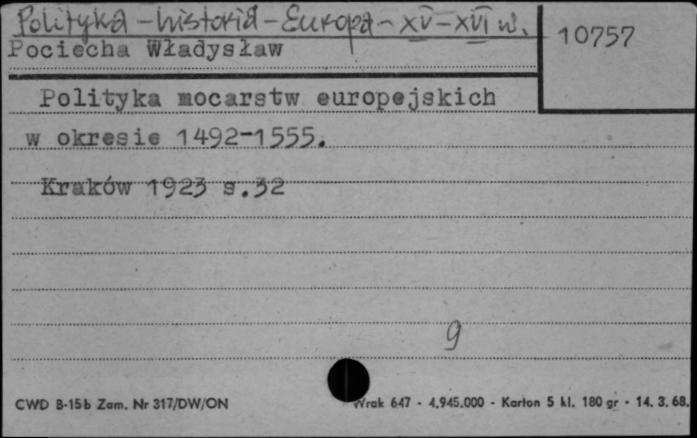 Polityka - historia - Europa - XV - XVI w.
10757
Pociecha Władysław
Polityka mocarstw europejskich
w okresie 1492-1555.
Kraków 1923 s.32
9
CWD B-15b Zam. Nr 317/DW/ON
Wrak 647 - 4.945.000 - Karton 5 kl. 180 gr - 14. 3. 68.